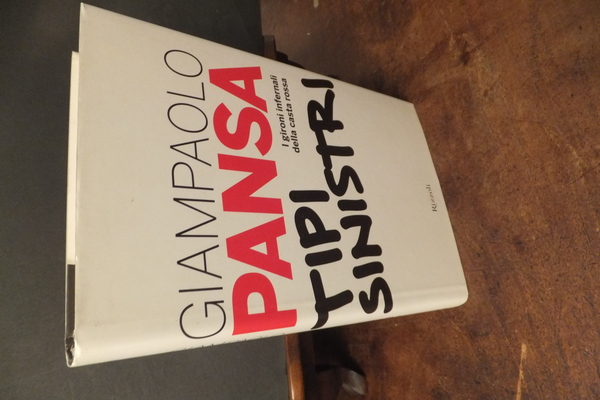 GIAMPAOLO
PANSA
I gironi infernali
della casta rossa
TIPI
SINISTRI
Rizzoli